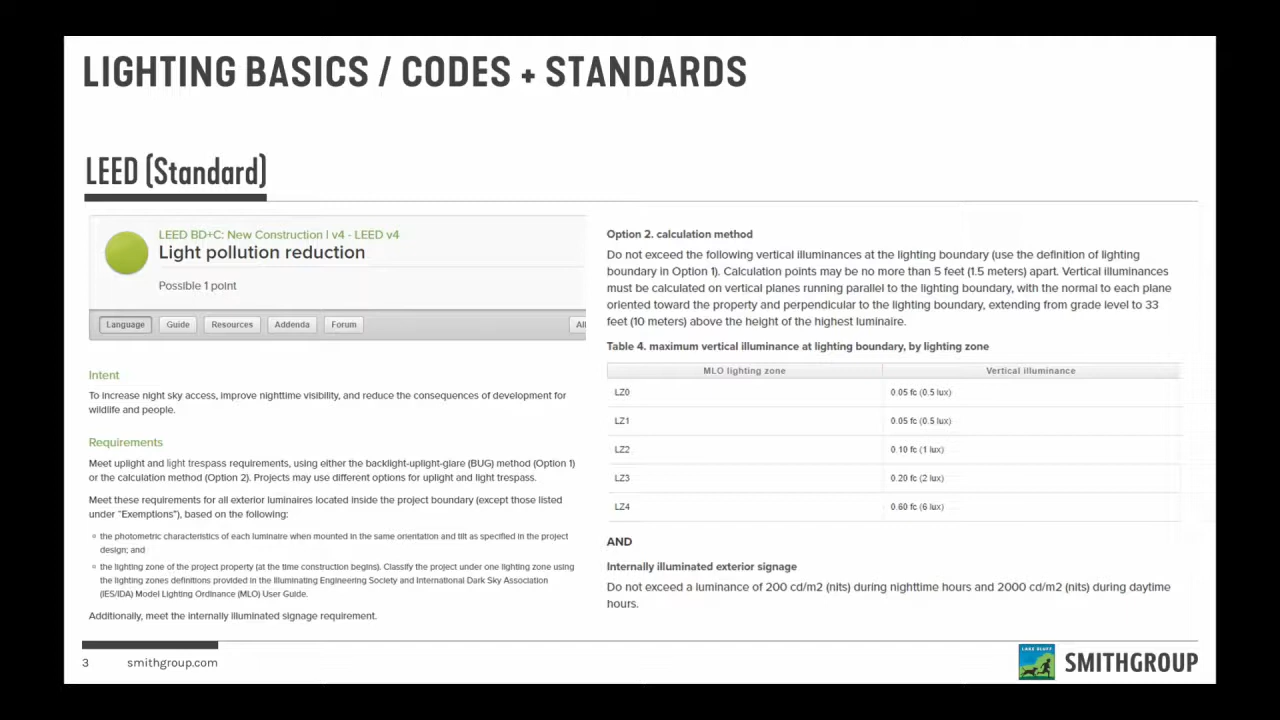 LIGHTING BASICS / CODES + STANDARDS
LEED (Standard)
LEED BD+C: New Construction | v4 - LEED v4
Light pollution reduction
Possible 1 point
Language Guide Resources Addenda Forum All
Intent
To increase night sky access, improve nighttime visibility, and reduce the consequences of development for
wildlife and people.
Requirements
Meet uplight and light trespass requirements, using either the backlight-uplight-glare (BUG) method (Option 1)
or the calculation method (Option 2). Projects may use different options for uplight and light trespass.
Meet these requirements for all exterior luminaires located inside the project boundary (except those listed
under "Exemptions"), based on the following:
the photometric characteristics of each luminaire when mounted in the same orientation and tilt as specified in the project
design; and
the lighting zone of the project property (at the time construction begins). Classify the project under one lighting zone using
the lighting zones definitions provided in the Illuminating Engineering Society and International Dark Sky Association
(IES/IDA) Model Lighting Ordinance (MLO) User Guide.
Additionally, meet the internally illuminated signage requirement.
Option 2. calculation method
Do not exceed the following vertical illuminances at the lighting boundary (use the definition of lighting
boundary in Option 1). Calculation points may be no more than 5 feet (1.5 meters) apart. Vertical illuminances
must be calculated on vertical planes running parallel to the lighting boundary, with the normal to each plane
oriented toward the property and perpendicular to the lighting boundary, extending from grade level to 33
feet (10 meters) above the height of the highest luminaire.
Table 4. maximum vertical illuminance at lighting boundary, by lighting zone
MLO lighting zone Vertical illuminance
LZ0 0.05 fc (0.5 lux)
LZ1 0.05 fc (0.5 lux)
LZ2 0.10 fc (1 lux)
LZ3 0.20 fc (2 lux)
LZ4 0.60 fc (6 lux)
AND
Internally illuminated exterior signage
Do not exceed a luminance of 200 cd/m2 (nits) during nighttime hours and 2000 cd/m2 (nits) during daytime
hours.
3 smithgroup.com
LAKE BLUFF
SMITHGROUP